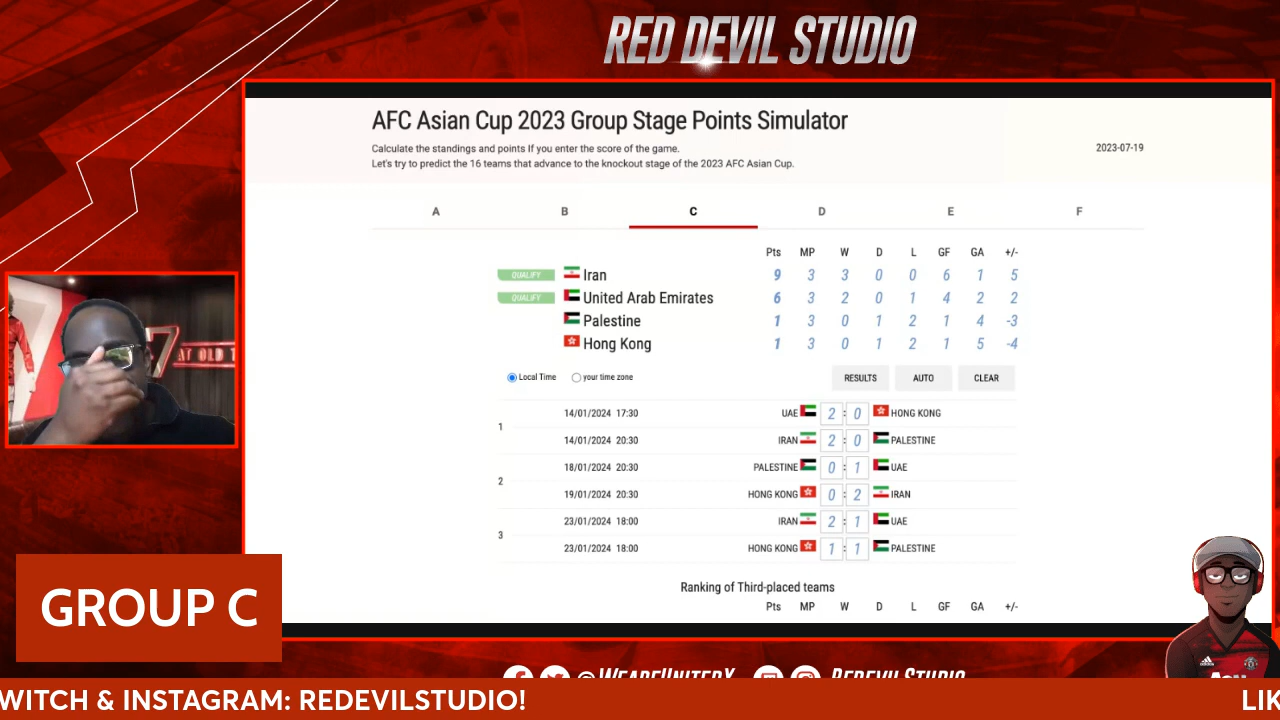 RED DEVIL STUDIO
AFC Asian Cup 2023 Group Stage Points Simulator
Calculate the standings and points If you enter the score of the game.
Let's try to predict the 16 teams that advance to the knockout stage of the 2023 AFC Asian Cup.
2023-07-19
A B C D E F
Pts MP W D L GF GA +/-
QUALIFY Iran 9 3 3 0 0 6 1 5
QUALIFY United Arab Emirates 6 3 2 0 1 4 2 2
Palestine 1 3 0 1 2 1 4 -3
Hong Kong 1 3 0 1 2 1 5 -4
Local Time your time zone RESULTS AUTO CLEAR
1
14/01/2024 17:30 UAE 2 : 0 HONG KONG
14/01/2024 20:30 IRAN 2 : 0 PALESTINE
2
18/01/2024 20:30 PALESTINE 0 : 1 UAE
19/01/2024 20:30 HONG KONG 0 : 2 IRAN
3
23/01/2024 18:00 IRAN 2 : 1 UAE
23/01/2024 18:00 HONG KONG 1 : 1 PALESTINE
Ranking of Third-placed teams
Pts MP W D L GF GA +/-
7
AT OLD T
GROUP C
@WEAREUNITEDX REDEVIL STUDIO
WITCH & INSTAGRAM: REDEVILSTUDIO! LIK